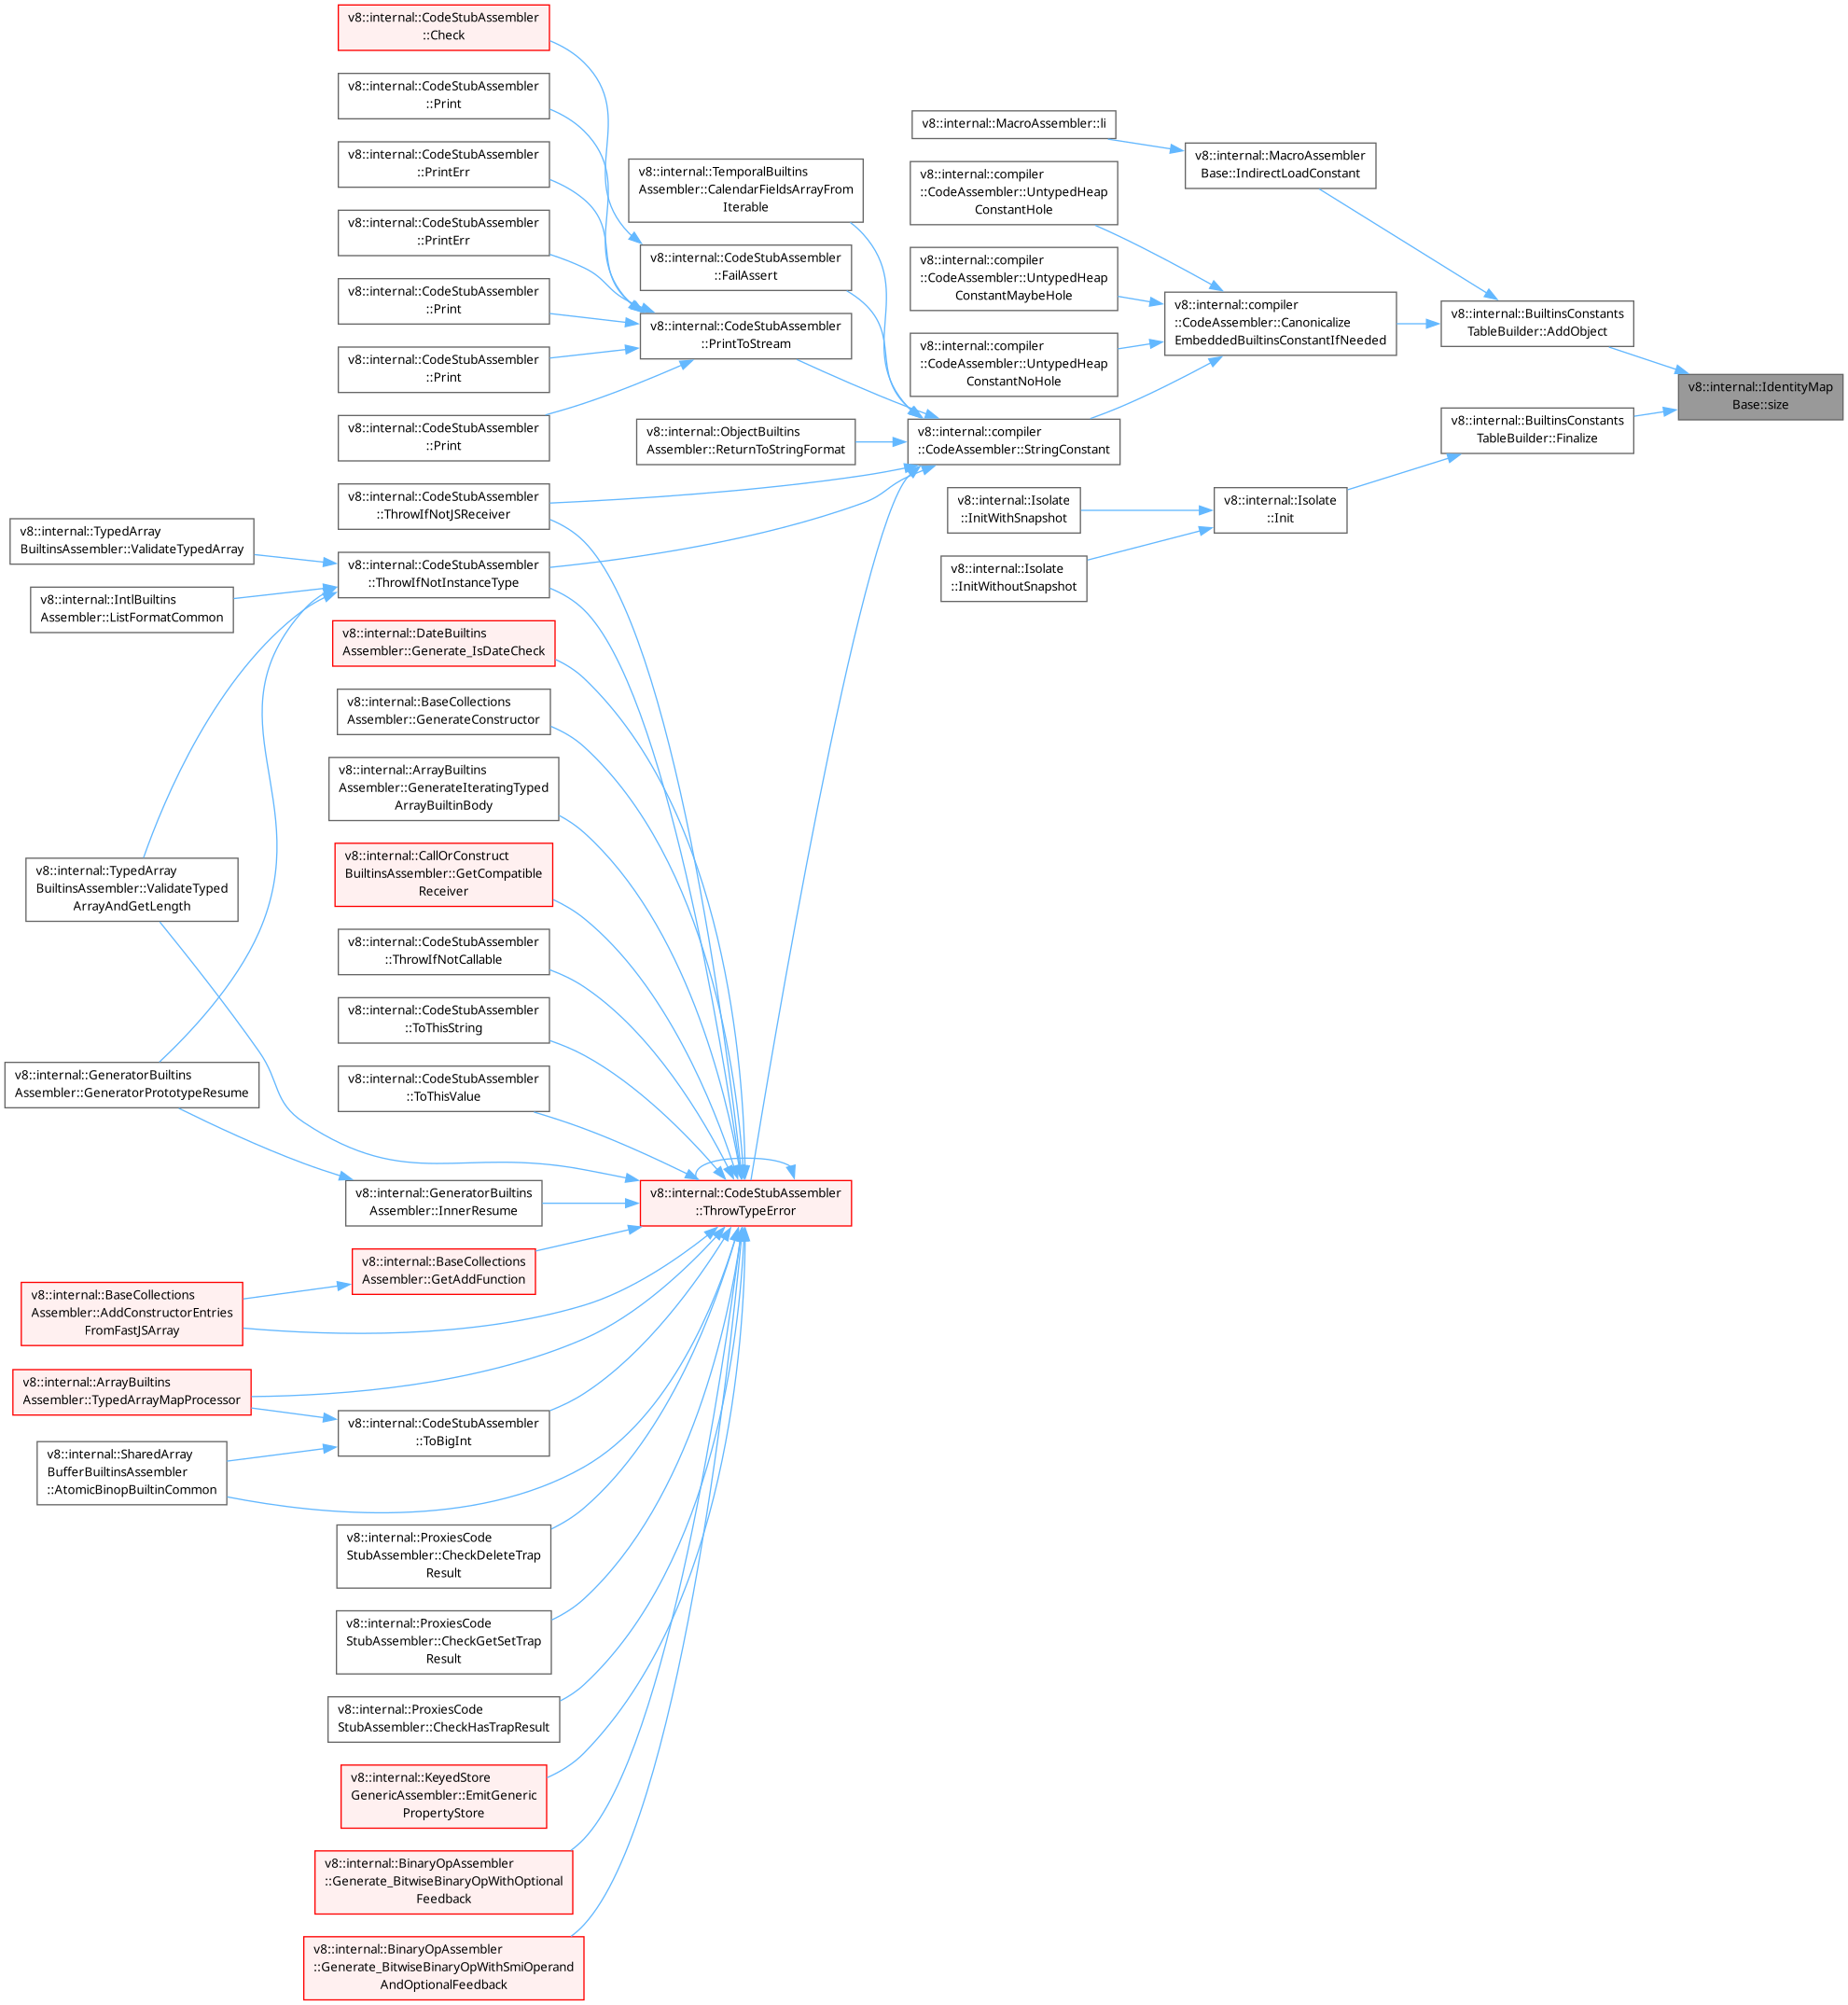 v8::internal::CodeStubAssembler
::Check
v8::internal::CodeStubAssembler
::Print
v8::internal::CodeStubAssembler
::PrintErr
v8::internal::CodeStubAssembler
::PrintErr
v8::internal::CodeStubAssembler
::Print
v8::internal::CodeStubAssembler
::Print
v8::internal::CodeStubAssembler
::Print
v8::internal::CodeStubAssembler
::ThrowIfNotJSReceiver
v8::internal::CodeStubAssembler
::ThrowIfNotInstanceType
v8::internal::DateBuiltins
Assembler::Generate_IsDateCheck
v8::internal::BaseCollections
Assembler::GenerateConstructor
v8::internal::ArrayBuiltins
Assembler::GenerateIteratingTyped
ArrayBuiltinBody
v8::internal::CallOrConstruct
BuiltinsAssembler::GetCompatible
Receiver
v8::internal::CodeStubAssembler
::ThrowIfNotCallable
v8::internal::CodeStubAssembler
::ToThisString
v8::internal::CodeStubAssembler
::ToThisValue
v8::internal::GeneratorBuiltins
Assembler::InnerResume
v8::internal::BaseCollections
Assembler::GetAddFunction
v8::internal::CodeStubAssembler
::ToBigInt
v8::internal::ProxiesCode
StubAssembler::CheckDeleteTrap
Result
v8::internal::ProxiesCode
StubAssembler::CheckGetSetTrap
Result
v8::internal::ProxiesCode
StubAssembler::CheckHasTrapResult
v8::internal::KeyedStore
GenericAssembler::EmitGeneric
PropertyStore
v8::internal::BinaryOpAssembler
::Generate_BitwiseBinaryOpWithOptional
Feedback
v8::internal::BinaryOpAssembler
::Generate_BitwiseBinaryOpWithSmiOperand
AndOptionalFeedback
v8::internal::TypedArray
BuiltinsAssembler::ValidateTypedArray
v8::internal::IntlBuiltins
Assembler::ListFormatCommon
v8::internal::TypedArray
BuiltinsAssembler::ValidateTyped
ArrayAndGetLength
v8::internal::GeneratorBuiltins
Assembler::GeneratorPrototypeResume
v8::internal::BaseCollections
Assembler::AddConstructorEntries
FromFastJSArray
v8::internal::ArrayBuiltins
Assembler::TypedArrayMapProcessor
v8::internal::SharedArray
BufferBuiltinsAssembler
::AtomicBinopBuiltinCommon
v8::internal::TemporalBuiltins
Assembler::CalendarFieldsArrayFrom
Iterable
v8::internal::CodeStubAssembler
::FailAssert
v8::internal::CodeStubAssembler
::PrintToStream
v8::internal::ObjectBuiltins
Assembler::ReturnToStringFormat
v8::internal::CodeStubAssembler
::ThrowTypeError
v8::internal::MacroAssembler::li
v8::internal::compiler
::CodeAssembler::UntypedHeap
ConstantHole
v8::internal::compiler
::CodeAssembler::UntypedHeap
ConstantMaybeHole
v8::internal::compiler
::CodeAssembler::UntypedHeap
ConstantNoHole
v8::internal::compiler
::CodeAssembler::StringConstant
v8::internal::Isolate
::InitWithSnapshot
v8::internal::Isolate
::InitWithoutSnapshot
v8::internal::MacroAssembler
Base::IndirectLoadConstant
v8::internal::compiler
::CodeAssembler::Canonicalize
EmbeddedBuiltinsConstantIfNeeded
v8::internal::Isolate
::Init
v8::internal::BuiltinsConstants
TableBuilder::AddObject
v8::internal::BuiltinsConstants
TableBuilder::Finalize
v8::internal::IdentityMap
Base::size